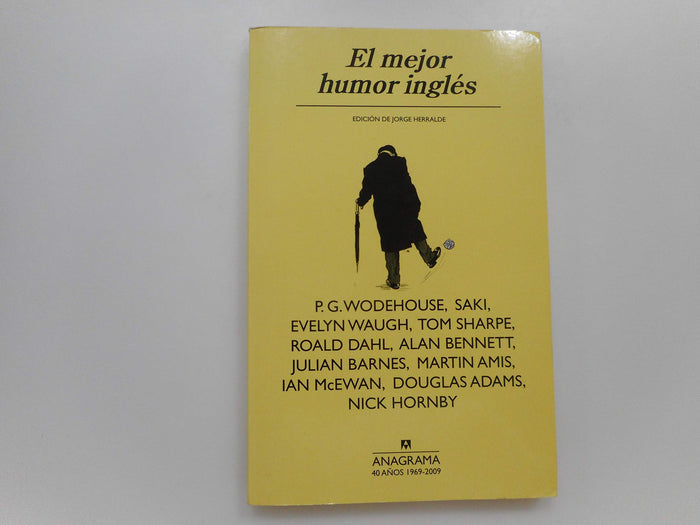 El mejor
humor inglés
EDICIÓN DE JORGE HERRALDE
P. G. WODEHOUSE, SAKI,
EVELYN WAUGH, TOM SHARPE,
ROALD DAHL, ALAN BENNETT,
JULIAN BARNES, MARTIN AMIS,
IAN McEWAN, DOUGLAS ADAMS,
NICK HORNBY
ANAGRAMA
40 AÑOS 1969-2009